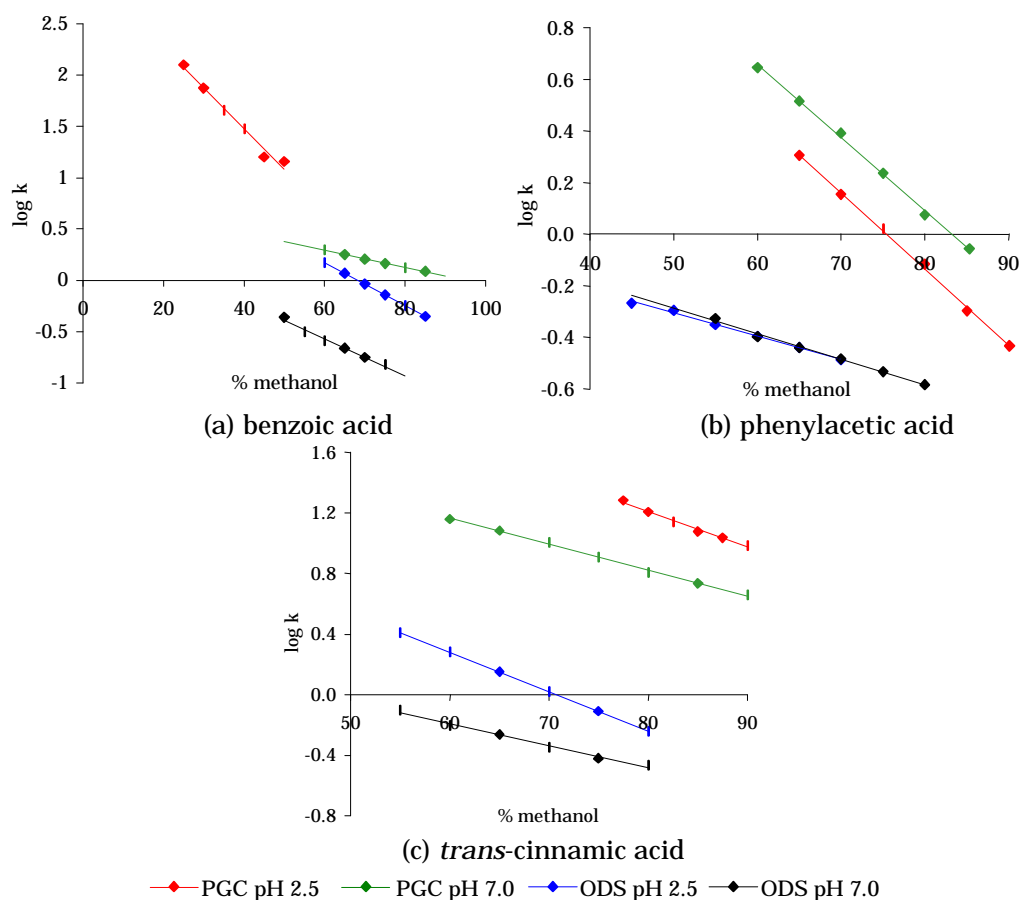 2.5
2
1.5
1
0.5
0
-0.5
-1
log k
0 20 40 60 80 100
% methanol
(a) benzoic acid
0.8
0.6
0.4
0.2
0.0
-0.2
-0.4
-0.6
log k
40 50 60 70 80 90
% methanol
(b) phenylacetic acid
1.6
1.2
0.8
0.4
0.0
-0.4
-0.8
log k
50 60 70 80 90
% methanol
(c) trans-cinnamic acid
PGC pH 2.5 PGC pH 7.0 ODS pH 2.5 ODS pH 7.0